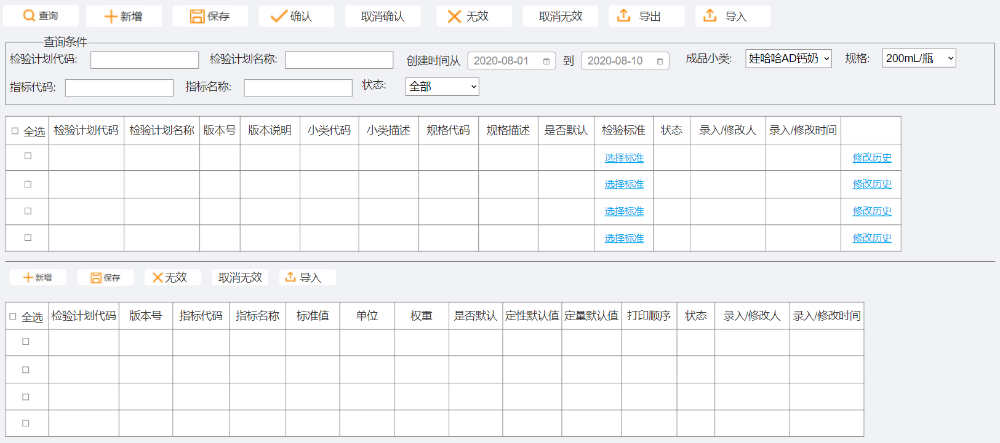 查询 新增 保存 确认 取消确认 无效 取消无效 导出 导入
查询条件
检验计划代码: 检验计划名称: 创建时间从 2020-08-01 到 2020-08-10 成品小类: 娃哈哈AD钙奶 规格: 200mL/瓶
指标代码: 指标名称: 状态: 全部
全选 检验计划代码 检验计划名称 版本号 版本说明 小类代码 小类描述 规格代码 规格描述 是否默认 检验标准 状态 录入/修改人 录入/修改时间
选择标准 修改历史
选择标准 修改历史
选择标准 修改历史
选择标准 修改历史
新增 保存 无效 取消无效 导入
全选 检验计划代码 版本号 指标代码 指标名称 标准值 单位 权重 是否默认 定性默认值 定量默认值 打印顺序 状态 录入/修改人 录入/修改时间